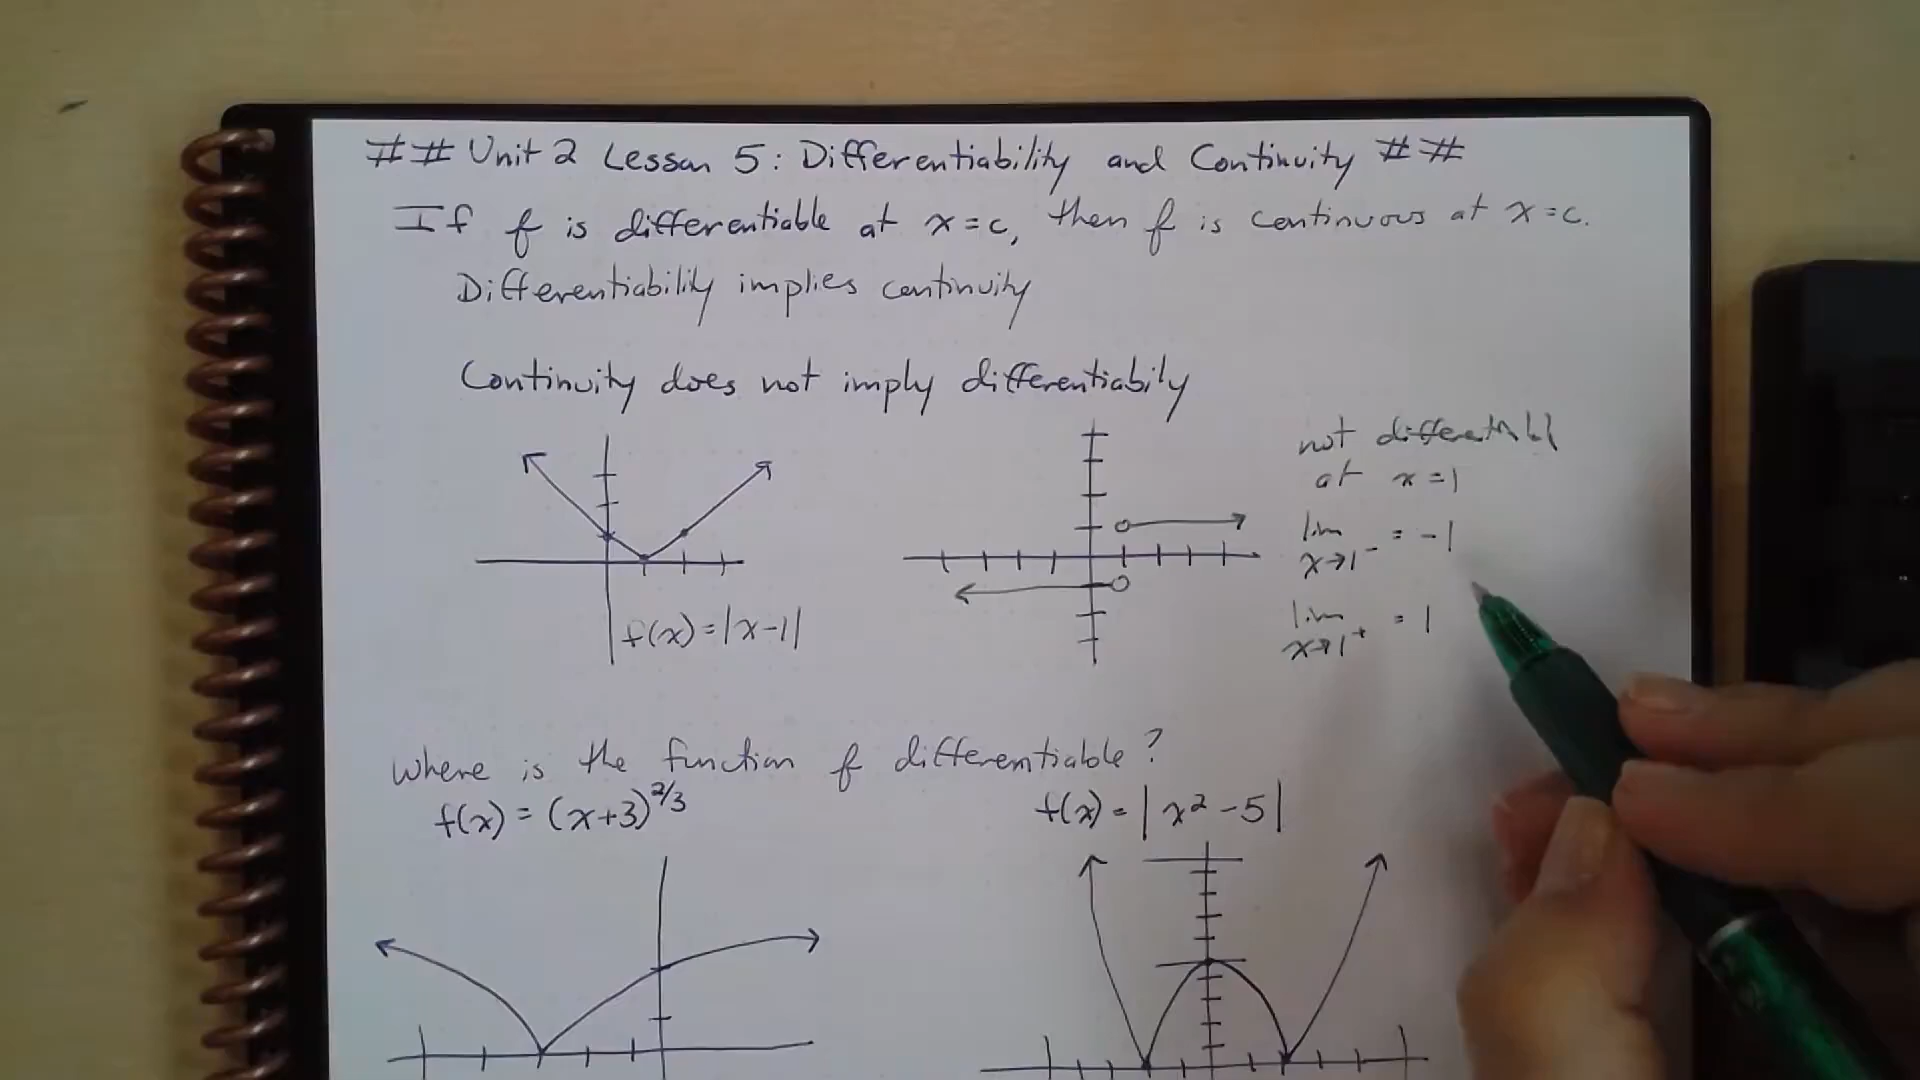 ## Unit 2 Lesson 5: Differentiability and Continuity ##
If f is differentiable at x=c, then f is continuous at x=c.
Differentiability implies continuity
Continuity does not imply differentiabily
f(x)=|x-1|
not
at x=1
lim x→1⁻ = -1
lim x→1⁺ = 1
Where is the function f differentiable?
f(x) = (x+3)^2/3
f(x) = |x² - 5|